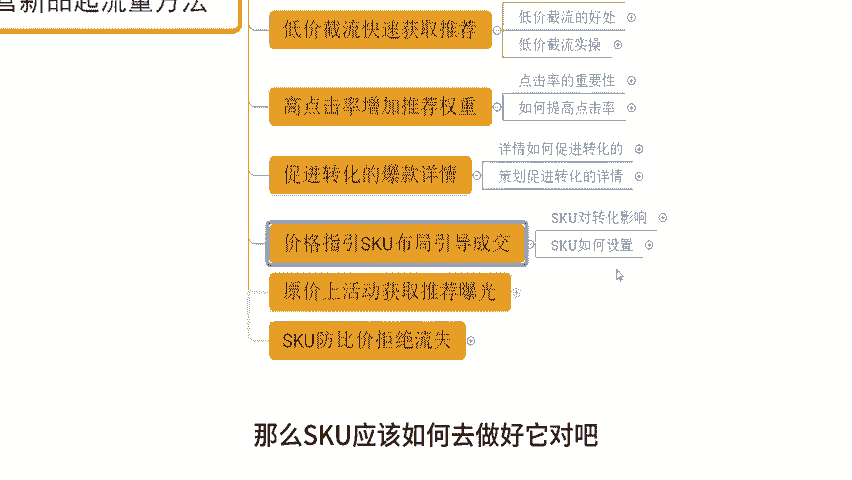 营新品起流量方法
低价截流快速获取推荐
低价截流的好处
低价截流实操
高点击率增加推荐权重
点击率的重要性
如何提高点击率
促进转化的爆款详情
详情如何促进转化的
策划促进转化的详情
价格指引SKU布局引导成交
SKU对转化影响
SKU如何设置
原价上活动获取推荐曝光
SKU防比价拒绝流失
那么SKU应该如何去做好它对吧